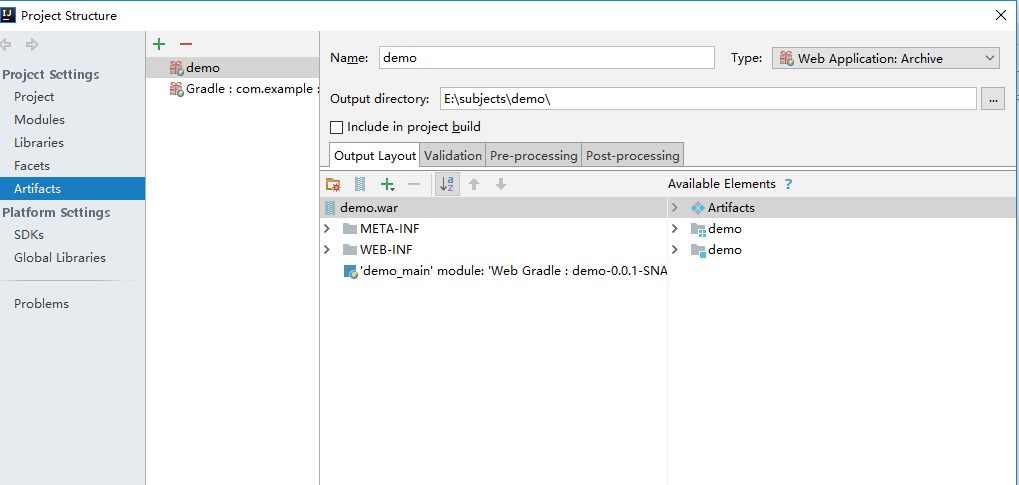 Project Structure
Project Settings
Project
Modules
Libraries
Facets
Artifacts
Platform Settings
SDKs
Global Libraries
Problems
demo
Gradle : com.example :
Name: demo
Type: Web Application: Archive
Output directory: E:\subjects\demo\
...
Include in project build
Output Layout Validation Pre-processing Post-processing
a z
Available Elements ?
demo.war
META-INF
WEB-INF
'demo_main' module: 'Web Gradle : demo-0.0.1-SNA
Artifacts
demo
demo